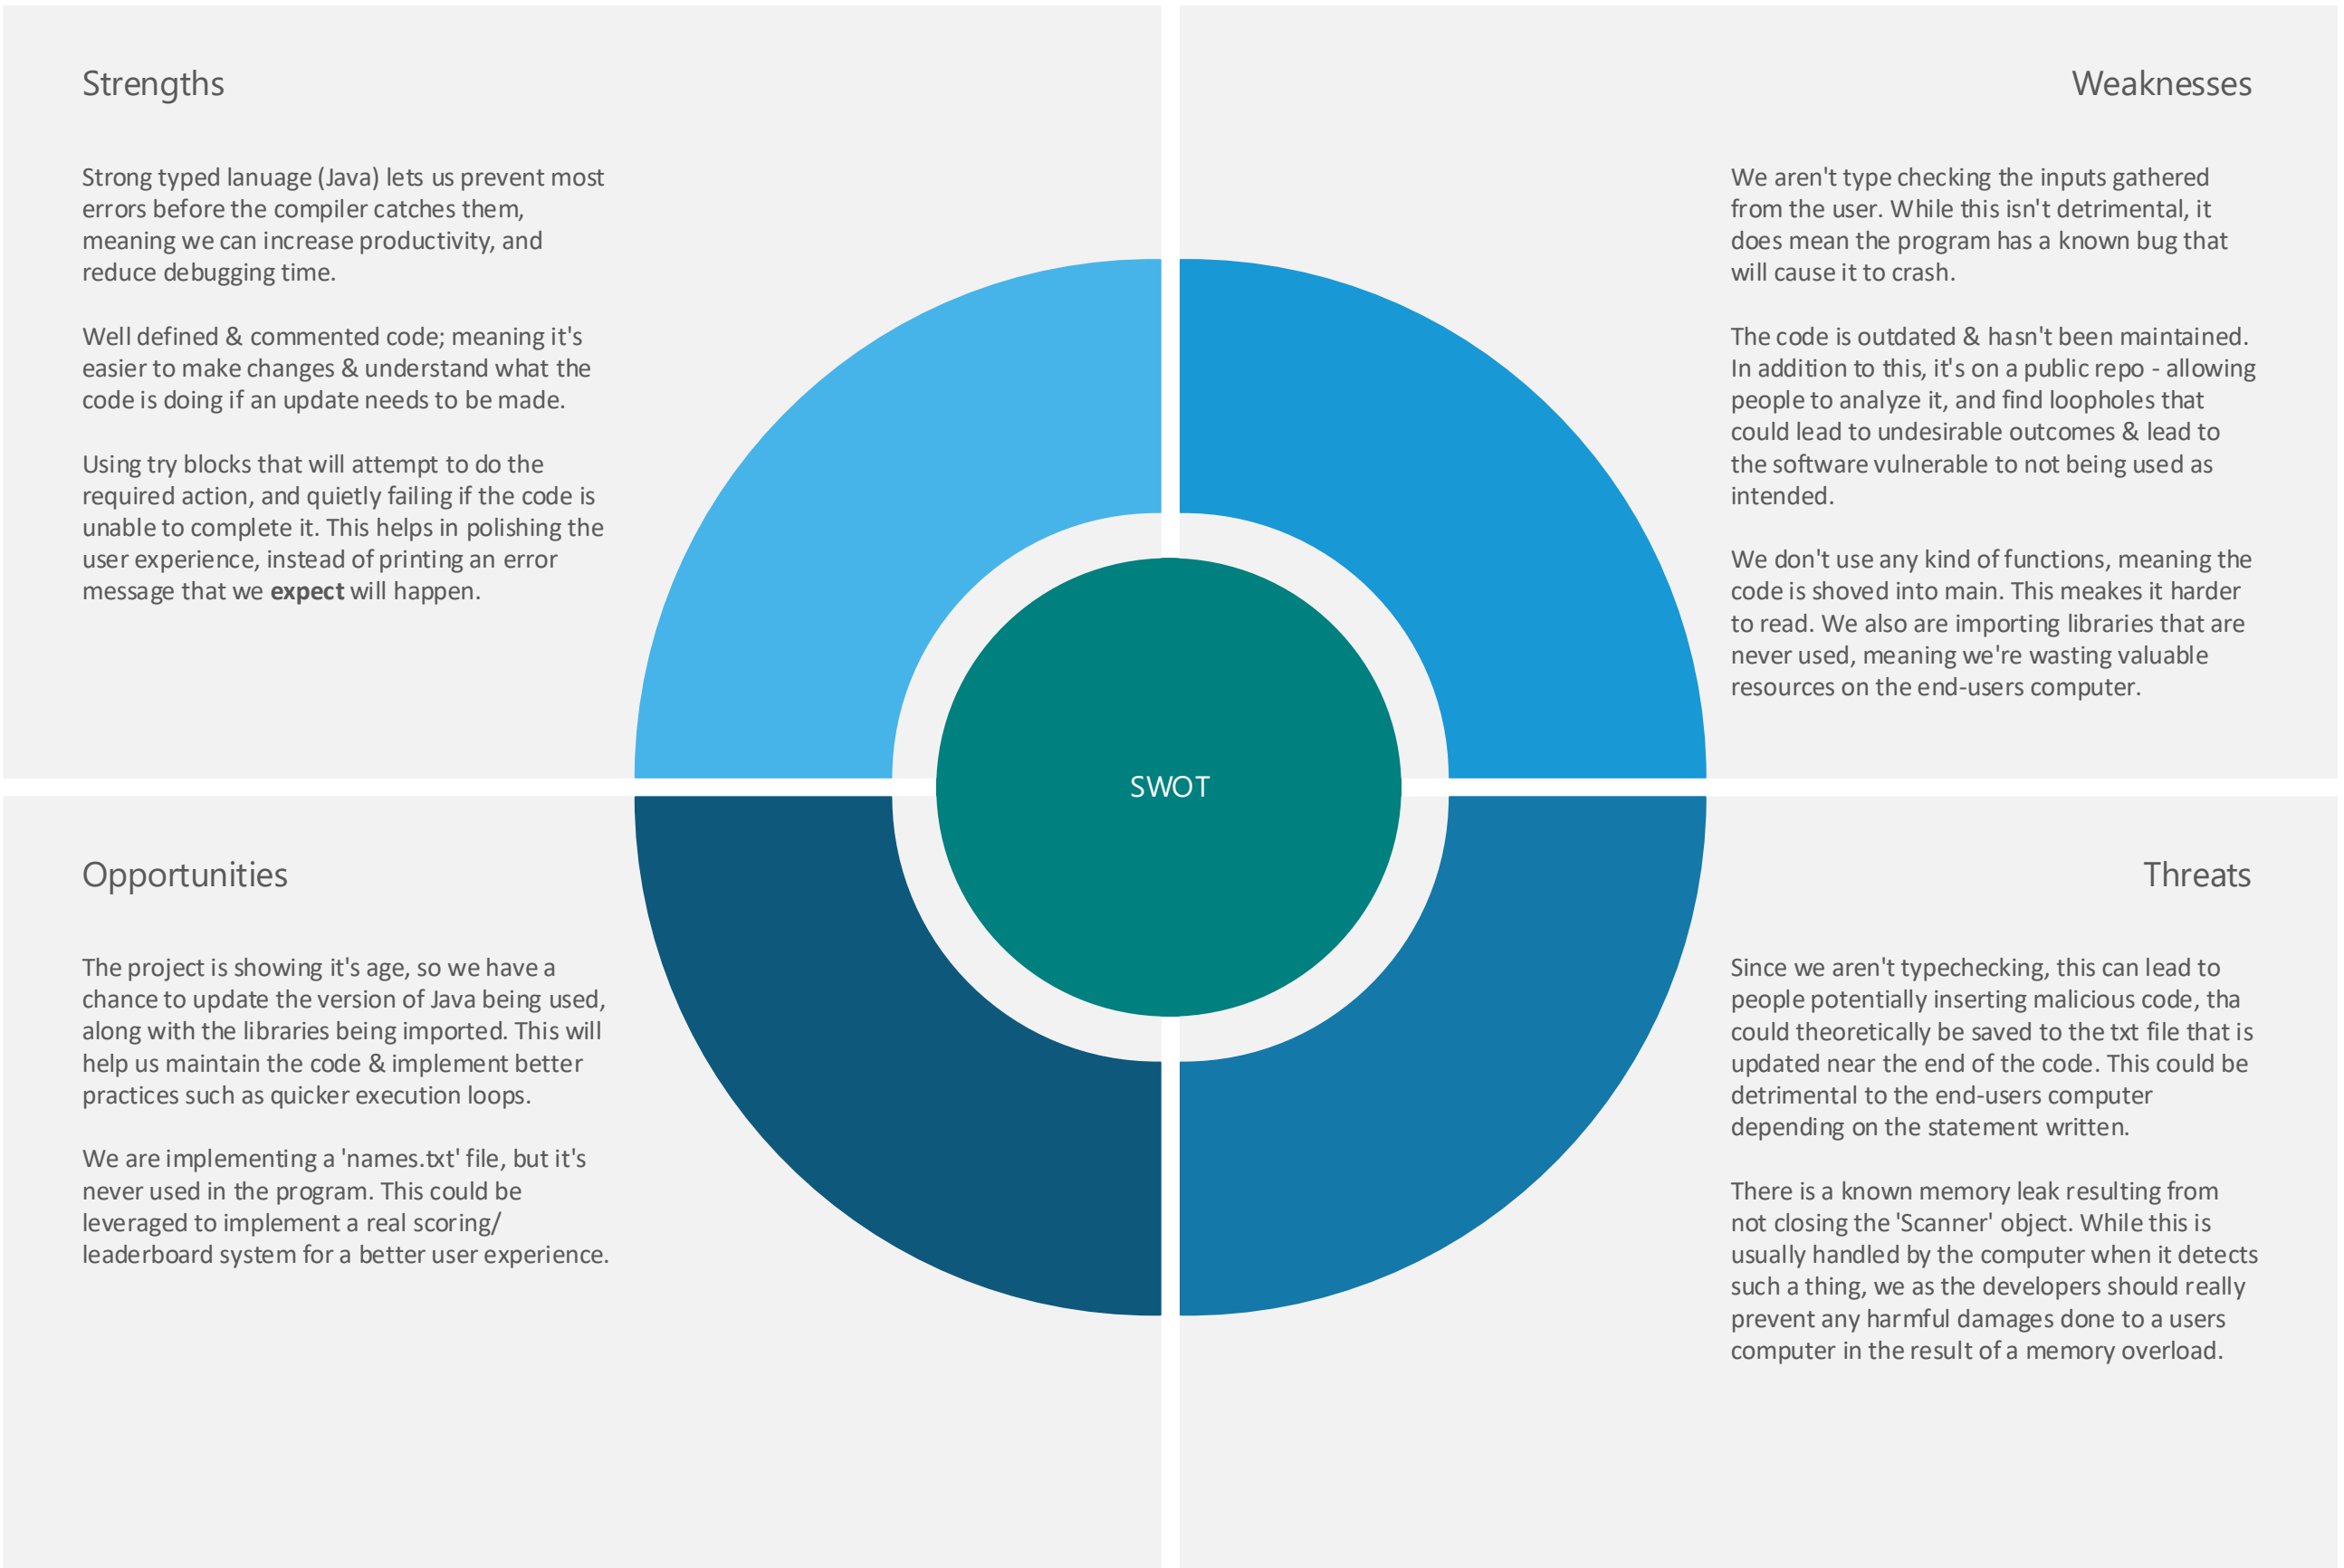 Strengths
Strong typed lanuage (Java) lets us prevent most
errors before the compiler catches them,
meaning we can increase productivity, and
reduce debugging time.
Well defined & commented code; meaning it's
easier to make changes & understand what the
code is doing if an update needs to be made.
Using try blocks that will attempt to do the
required action, and quietly failing if the code is
unable to complete it. This helps in polishing the
user experience, instead of printing an error
message that we expect will happen.
Weaknesses
We aren't type checking the inputs gathered
from the user. While this isn't detrimental, it
does mean the program has a known bug that
will cause it to crash.
The code is outdated & hasn't been maintained.
In addition to this, it's on a public repo - allowing
people to analyze it, and find loopholes that
could lead to undesirable outcomes & lead to
the software vulnerable to not being used as
intended.
We don't use any kind of functions, meaning the
code is shoved into main. This meakes it harder
to read. We also are importing libraries that are
never used, meaning we're wasting valuable
resources on the end-users computer.
SWOT
Opportunities
The project is showing it's age, so we have a
chance to update the version of Java being used,
along with the libraries being imported. This will
help us maintain the code & implement better
practices such as quicker execution loops.
We are implementing a 'names.txt' file, but it's
never used in the program. This could be
leveraged to implement a real scoring/
leaderboard system for a better user experience.
Threats
Since we aren't typechecking, this can lead to
people potentially inserting malicious code, tha
could theoretically be saved to the txt file that is
updated near the end of the code. This could be
detrimental to the end-users computer
depending on the statement written.
There is a known memory leak resulting from
not closing the 'Scanner' object. While this is
usually handled by the computer when it detects
such a thing, we as the developers should really
prevent any harmful damages done to a users
computer in the result of a memory overload.